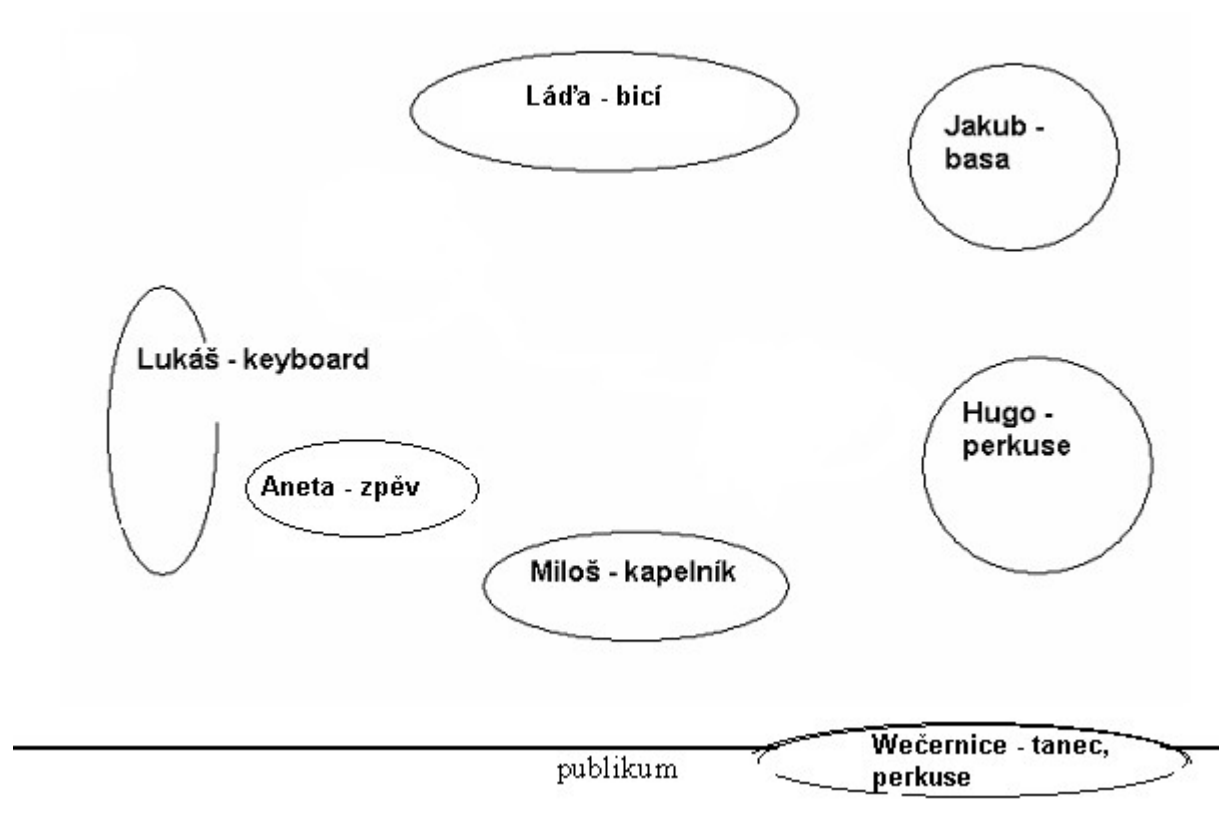 Láďa - bicí
Jakub -
basa
Lukáš - keyboard
Hugo -
perkuse
Aneta - zpěv
Miloš - kapelník
Wečernice - tanec,
perkuse
publikum